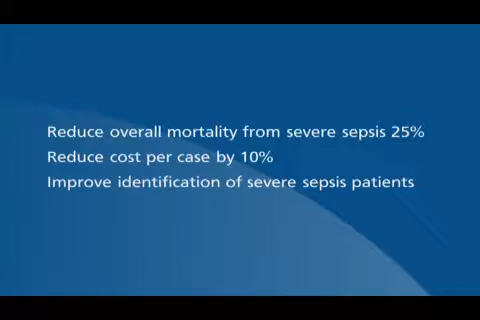 Reduce overall mortality from severe sepsis 25%
Reduce cost per case by 10%
Improve identification of severe sepsis patients